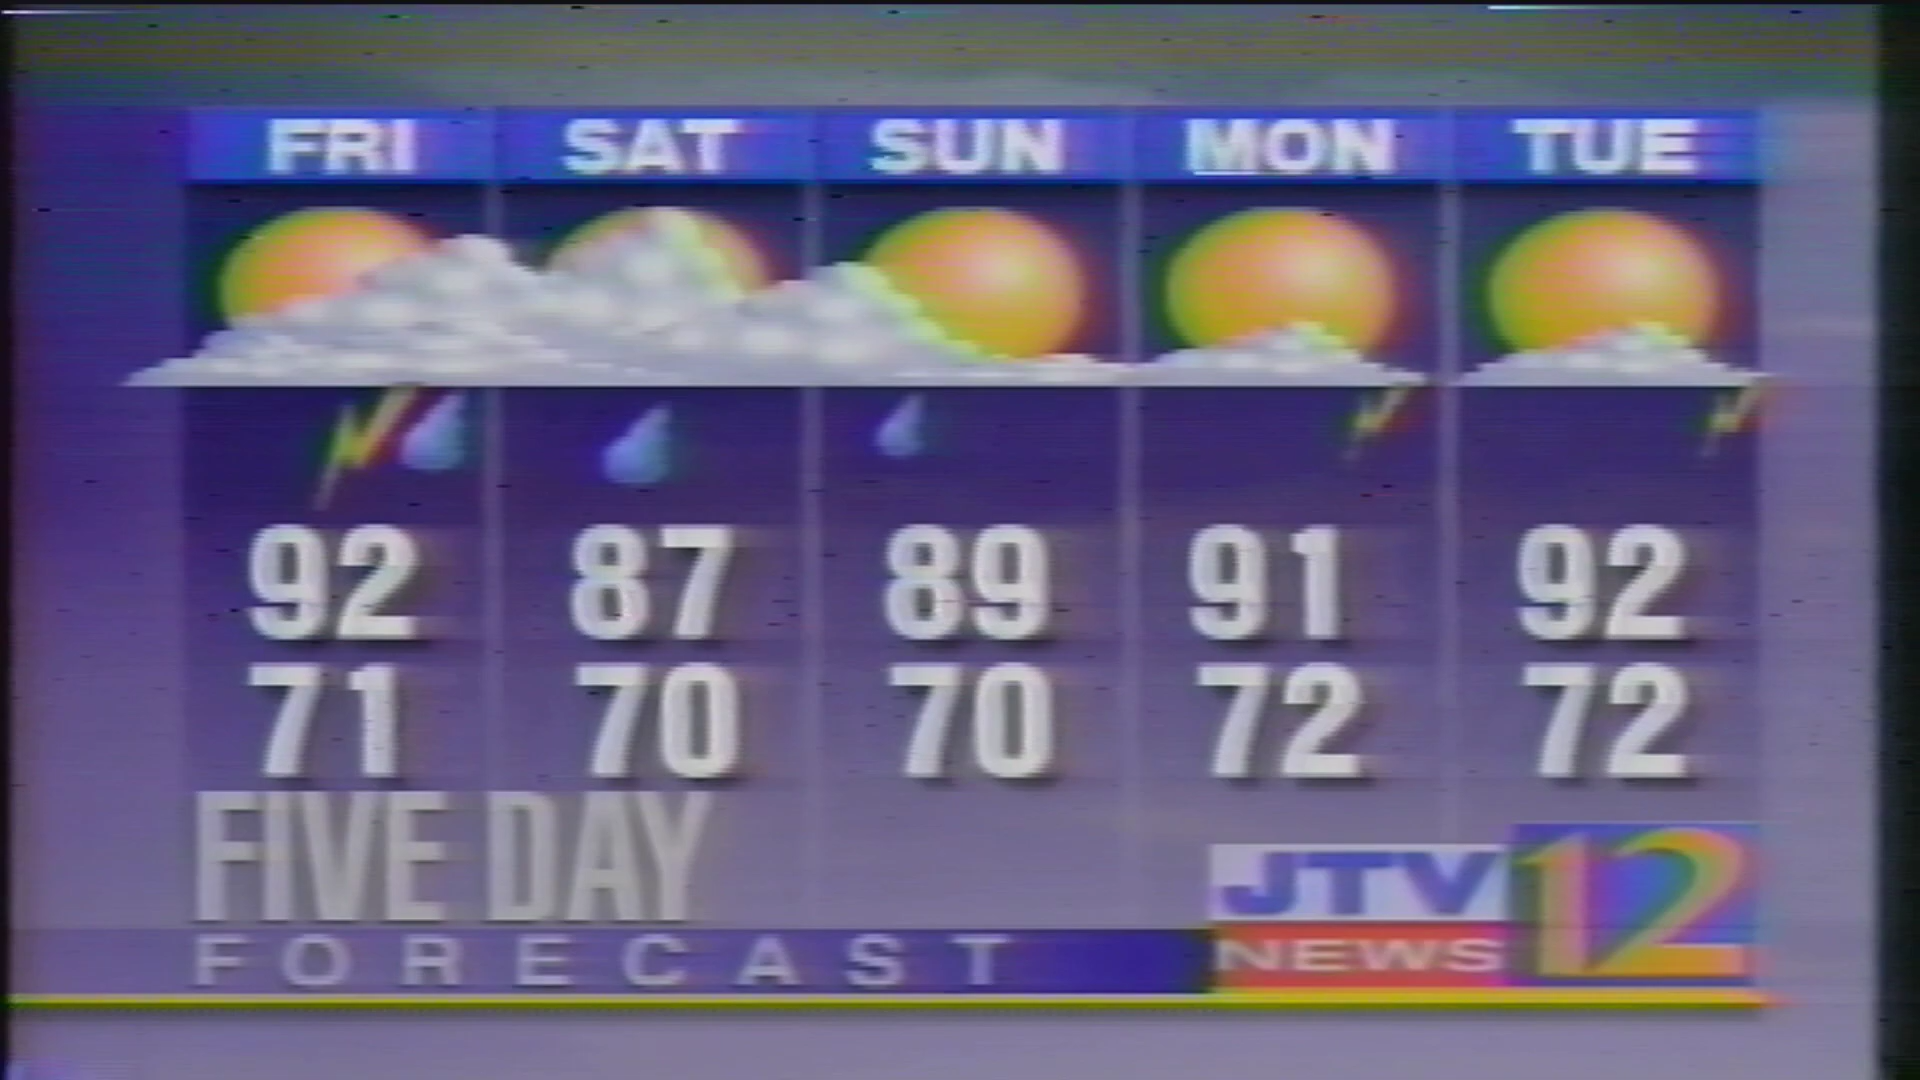 FRI SAT SUN MON TUE
92 87 89 91 92
71 70 70 72 72
FIVE DAY
FORECAST
JTV 12
NEWS